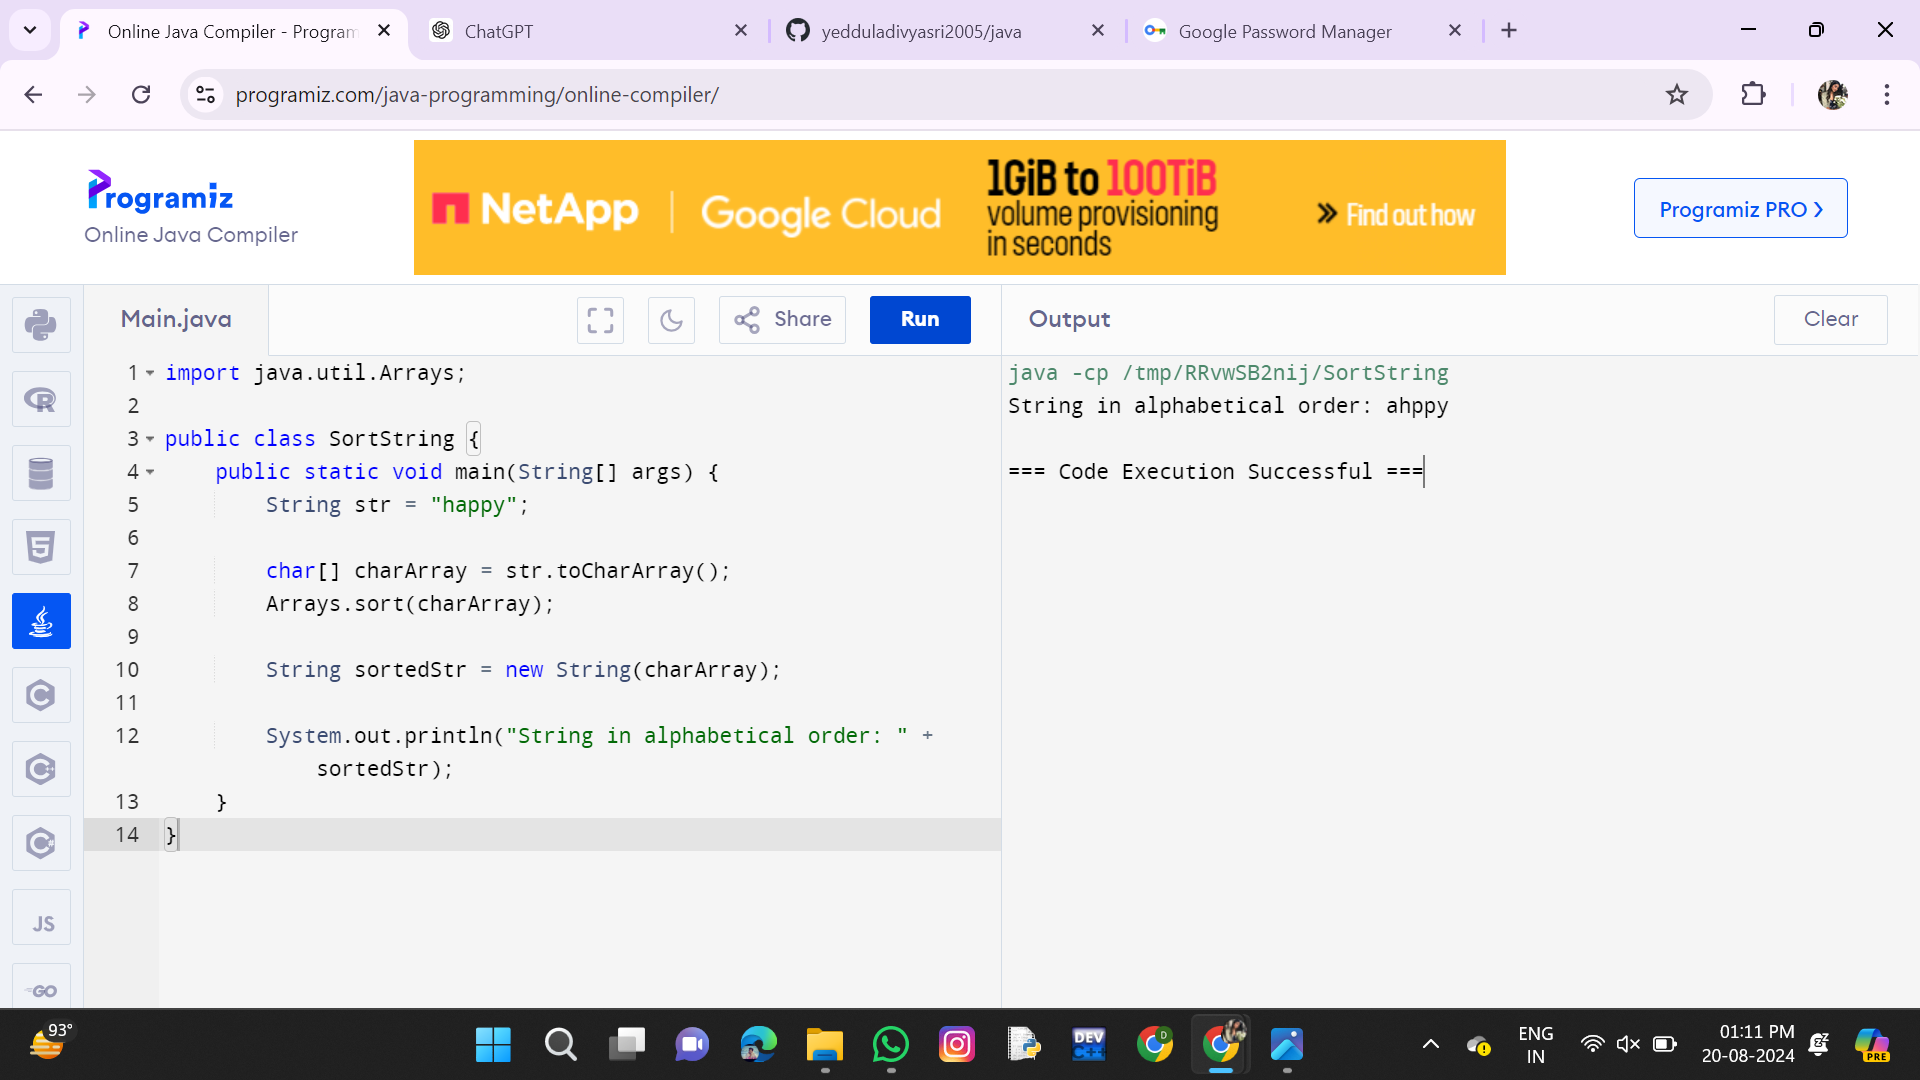 Online Java Compiler - Program
ChatGPT
yedduladivyasri2005/java
Google Password Manager
programiz.com/java-programming/online-compiler/
Programiz
Online Java Compiler
NetApp | Google Cloud
1GiB to 100TiB
volume provisioning
in seconds
» Find out how
Programiz PRO ›
Main.java
Share
Run
Output
Clear
1 import java.util.Arrays;
2
3 public class SortString {
4 public static void main(String[] args) {
5 String str = "happy";
6
7 char[] charArray = str.toCharArray();
8 Arrays.sort(charArray);
9
10 String sortedStr = new String(charArray);
11
12 System.out.println("String in alphabetical order: " +
sortedStr);
13 }
14 }
java -cp /tmp/RRvwSB2nij/SortString
String in alphabetical order: ahppy
=== Code Execution Successful ===
R
5
C
C++
C#
JS
GO
93°
DEV
C++
D
ENG
IN
01:11 PM
20-08-2024
PRE